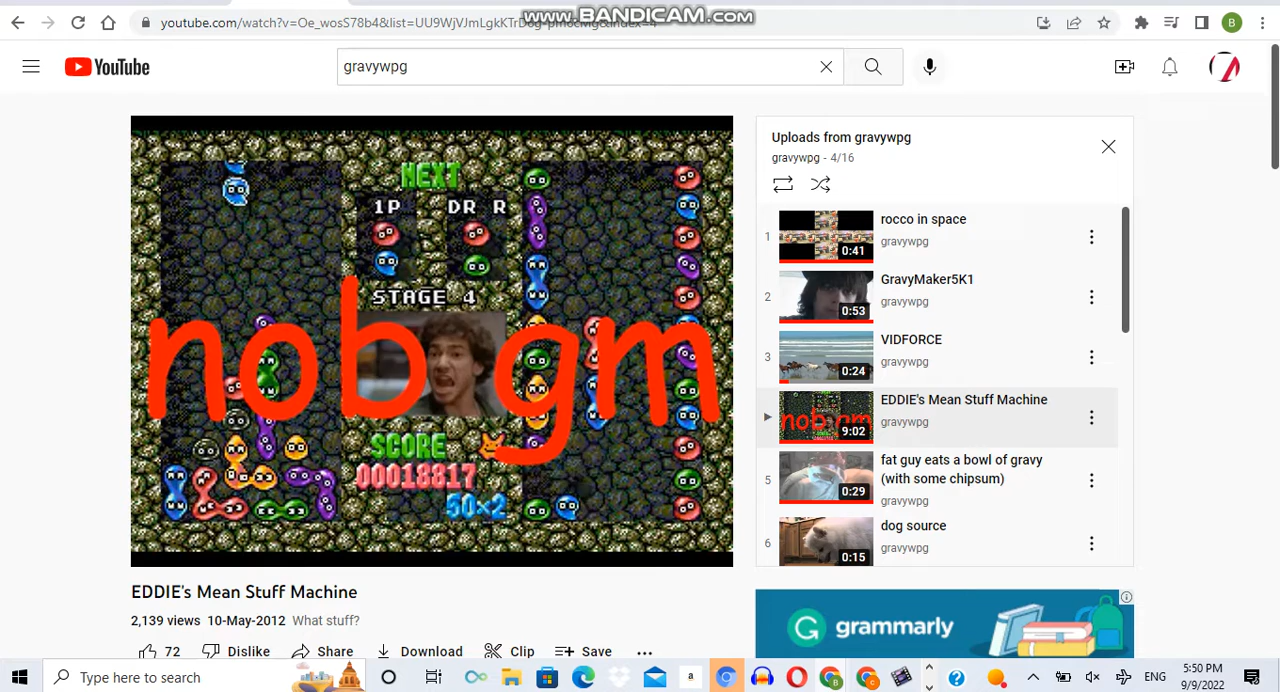 www.BANDICAM.com
youtube.com/watch?v=Oe_wosS78b4&list=
B
YouTube
gravywpg
NEXT
1P DR R
STAGE 4
nob gm
SCORE
00018817
50×2
EDDIE's Mean Stuff Machine
2,139 views 10-May-2012 What stuff?
72 Dislike Share Download Clip Save
Uploads from gravywpg
gravywpg - 4/16
1
rocco in space
gravywpg
0:41
2
GravyMaker5K1
gravywpg
0:53
3
VIDFORCE
gravywpg
0:24
EDDIE's Mean Stuff Machine
gravywpg
nob gm
9:02
5
fat guy eats a bowl of gravy
(with some chipsum)
gravywpg
0:29
6
dog source
gravywpg
0:15
G grammarly
Type here to search
a
B
C
ENG
5:50 PM
9/9/2022